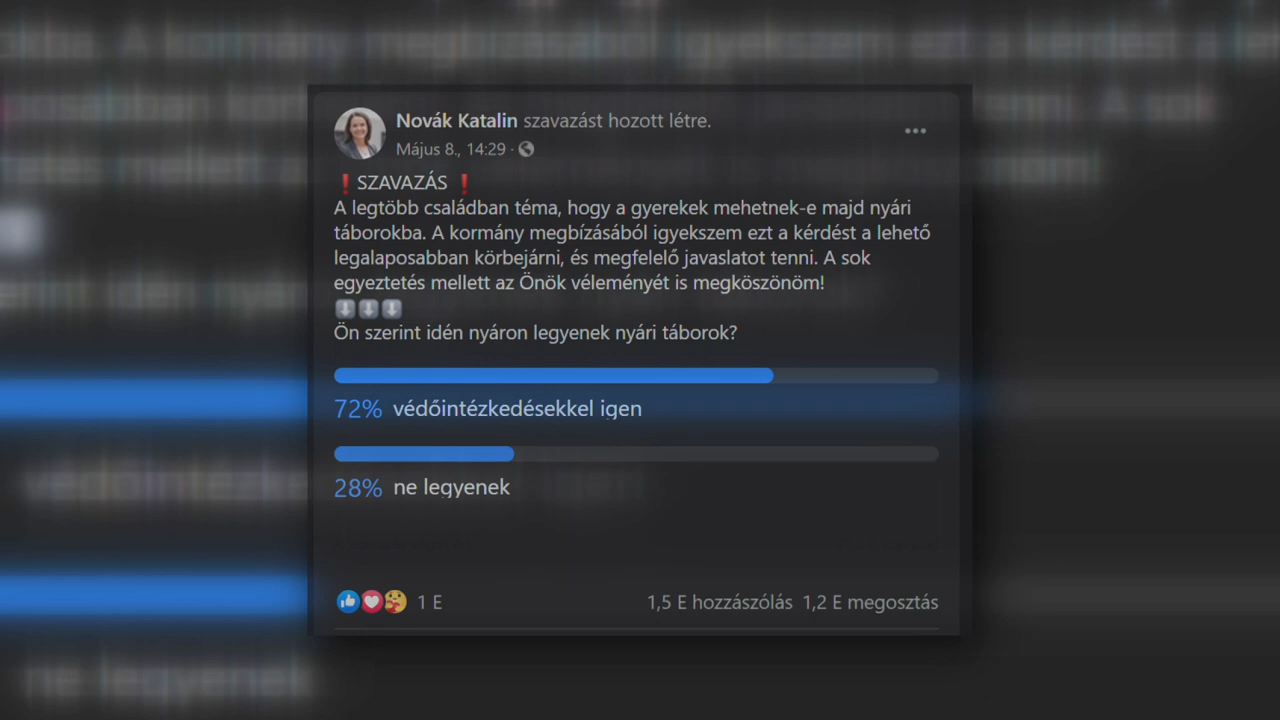 Novák Katalin szavazást hozott létre.
Május 8., 14:29 ·
❗SZAVAZÁS ❗
A legtöbb családban téma, hogy a gyerekek mehetnek-e majd nyári
táborokba. A kormány megbízásából igyekszem ezt a kérdést a lehető
legalaposabban körbejárni, és megfelelő javaslatot tenni. A sok
egyeztetés mellett az Önök véleményét is megköszönöm!
⬇⬇⬇
Ön szerint idén nyáron legyenek nyári táborok?
72% védőintézkedésekkel igen
28% ne legyenek
1 E 1,5 E hozzászólás 1,2 E megosztás